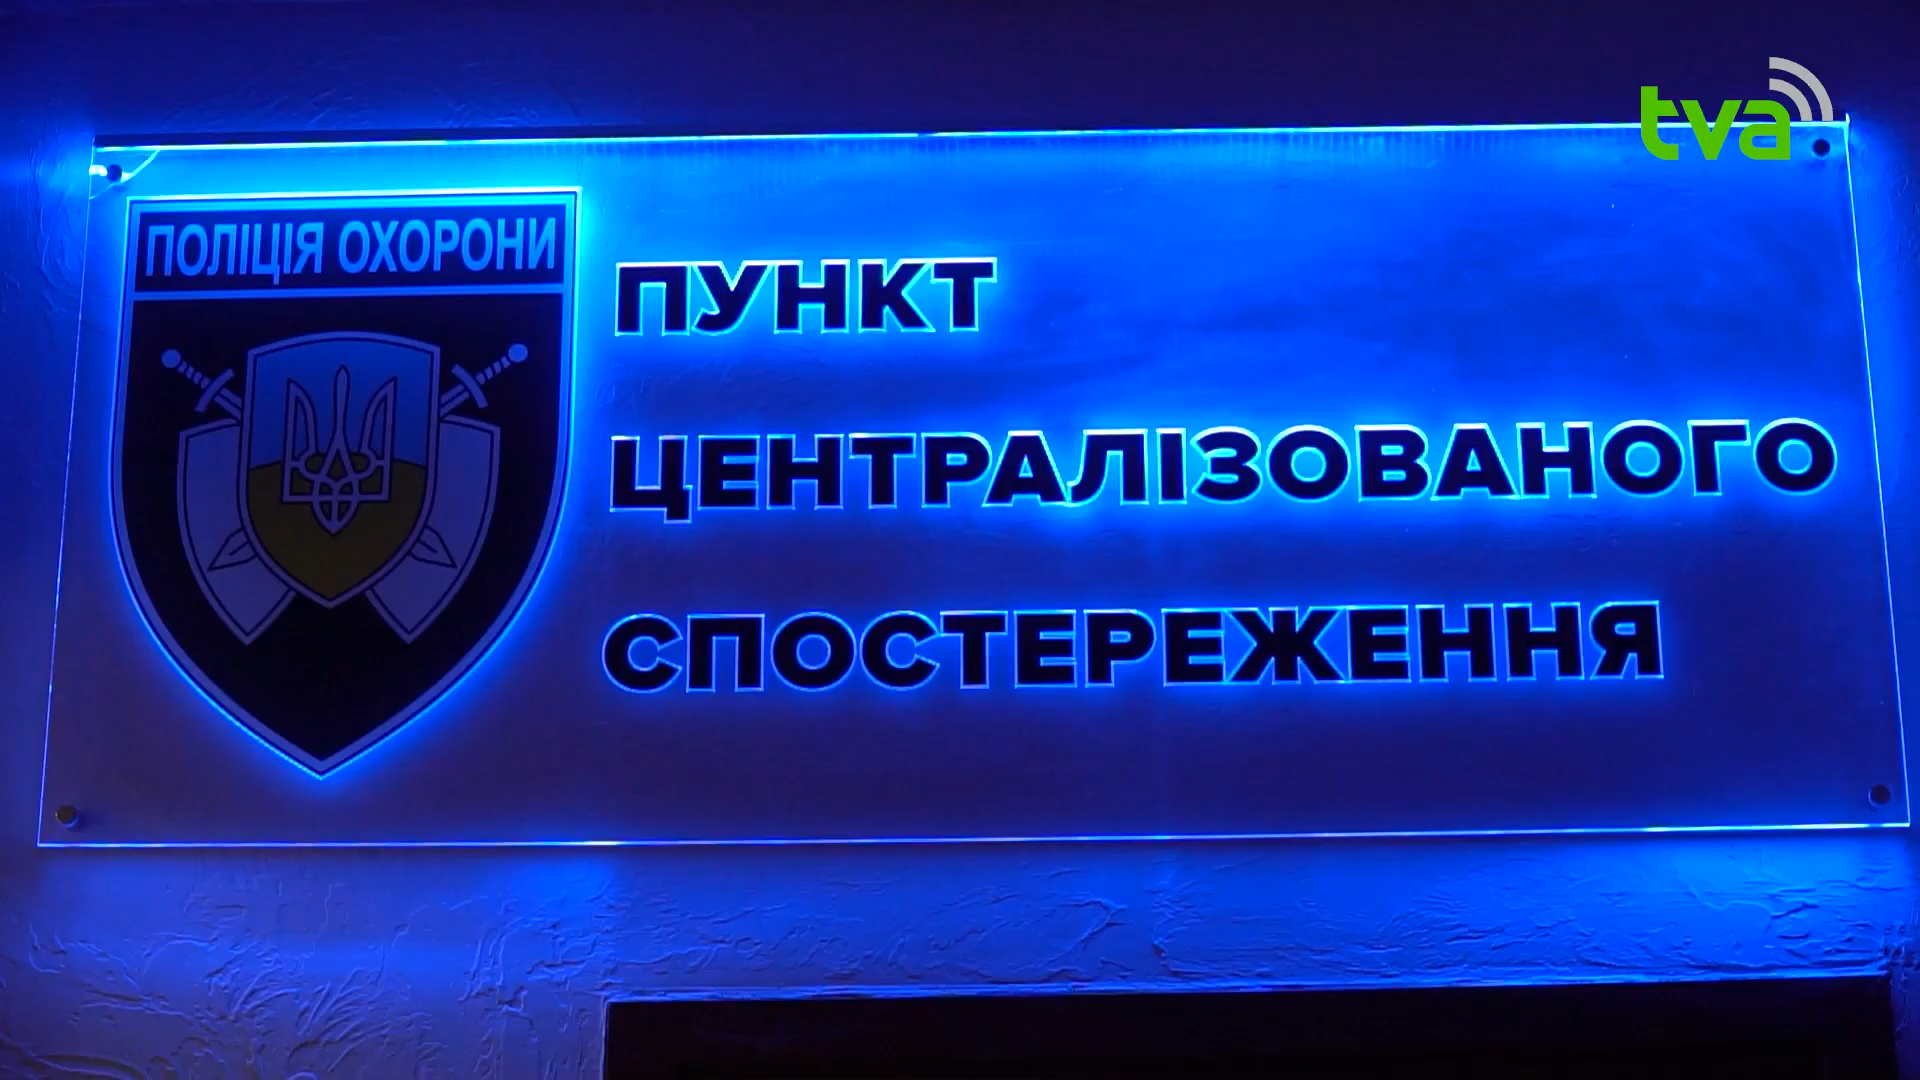 tva
ПОЛІЦІЯ ОХОРОНИ
ПУНКТ
ЦЕНТРАЛІЗОВАНОГО
СПОСТЕРЕЖЕННЯ